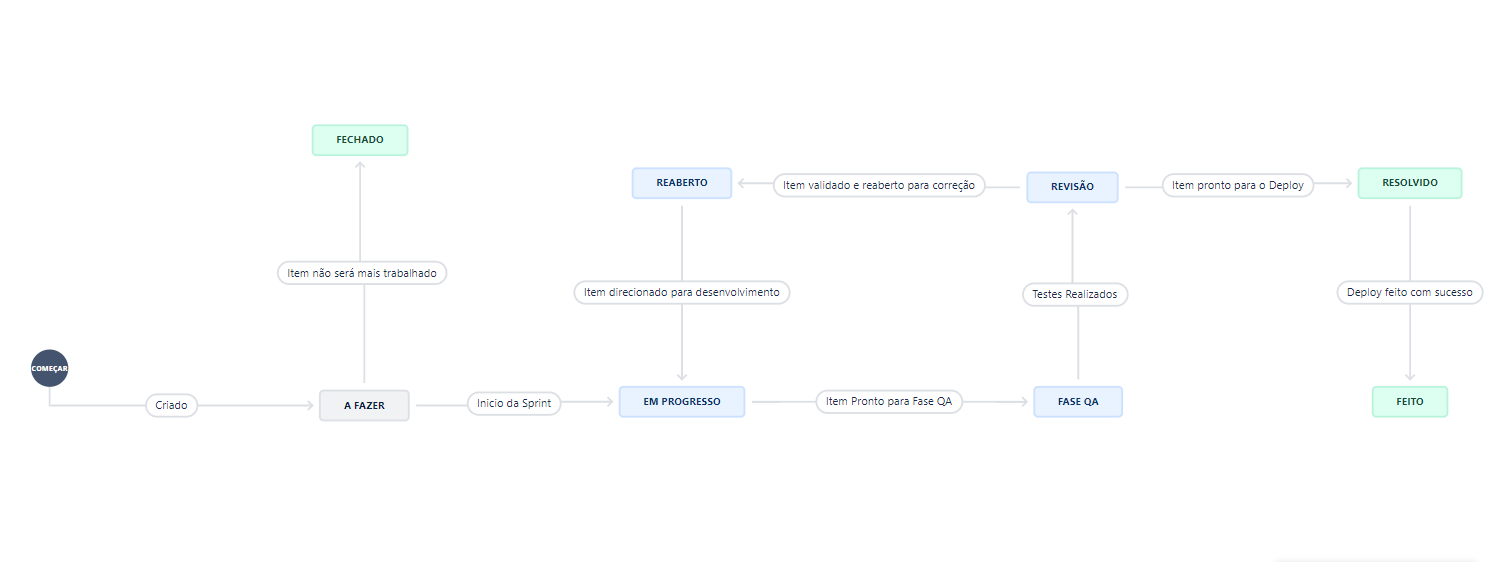 FECHADO
REABERTO
Item validado e reaberto para correção
REVISÃO
Item pronto para o Deploy
RESOLVIDO
Item não será mais trabalhado
Item direcionado para desenvolvimento
Testes Realizados
Deploy feito com sucesso
COMEÇAR
Criado
A FAZER
Inicio da Sprint
EM PROGRESSO
Item Pronto para Fase QA
FASE QA
FEITO